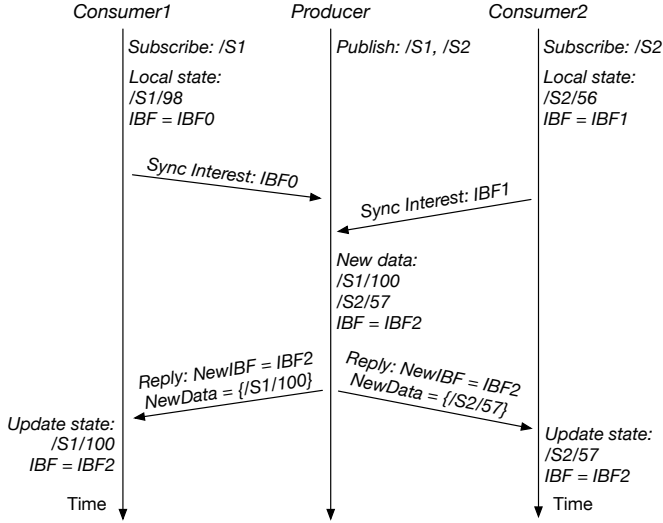 Consumer1
Producer
Consumer2
Subscribe: /S1
Publish: /S1, /S2
Subscribe: /S2
Local state:
/S1/98
IBF = IBF0
Local state:
/S2/56
IBF = IBF1
Sync Interest: IBF0
Sync Interest: IBF1
New data:
/S1/100
/S2/57
IBF = IBF2
Reply: NewIBF = IBF2
NewData = {/S1/100}
Reply: NewIBF = IBF2
NewData = {/S2/57}
Update state:
/S1/100
IBF = IBF2
Update state:
/S2/57
IBF = IBF2
Time
Time